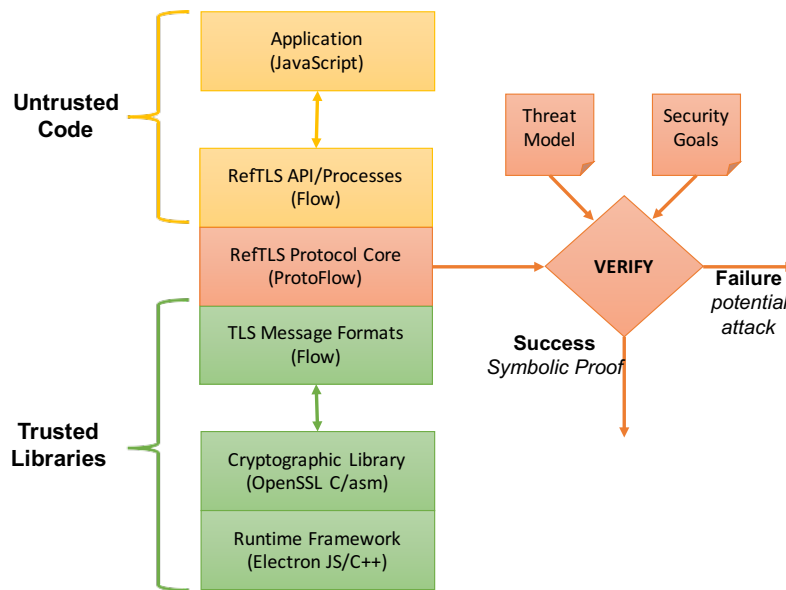 Application
(JavaScript)
Untrusted
Code
RefTLS API/Processes
(Flow)
RefTLS Protocol Core
(ProtoFlow)
TLS Message Formats
(Flow)
Trusted
Libraries
Cryptographic Library
(OpenSSL C/asm)
Runtime Framework
(Electron JS/C++)
Threat
Model
Security
Goals
VERIFY
Failure
potential
attack
Success
Symbolic Proof